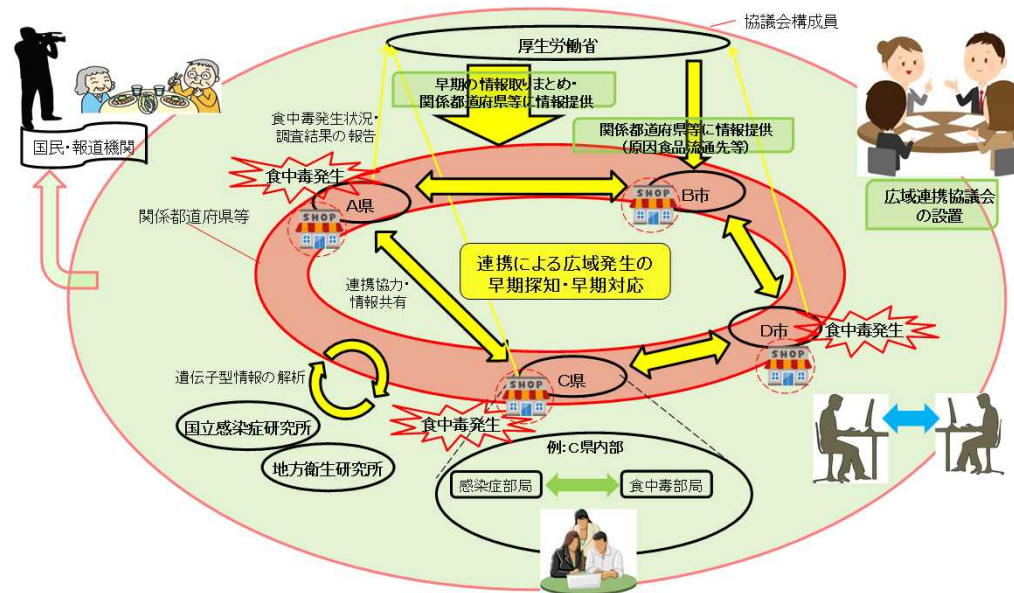 協議会構成員
厚生労働省
早期の情報取りまとめ・
関係都道府県等に情報提供
食中毒発生状況・
調査結果の報告
関係都道府県等に情報提供
(原因食品流通先等)
国民・報道機関
食中毒発生
A県
SHOP
B市
SHOP
広域連携協議会
の設置
関係都道府県等
連携による広域発生の
早期探知・早期対応
連携協力・
情報共有
D市
食中毒発生
SHOP
遺伝子型情報の解析
C県
SHOP
食中毒発生
国立感染症研究所
地方衛生研究所
例:C県内部
感染症部局
食中毒部局